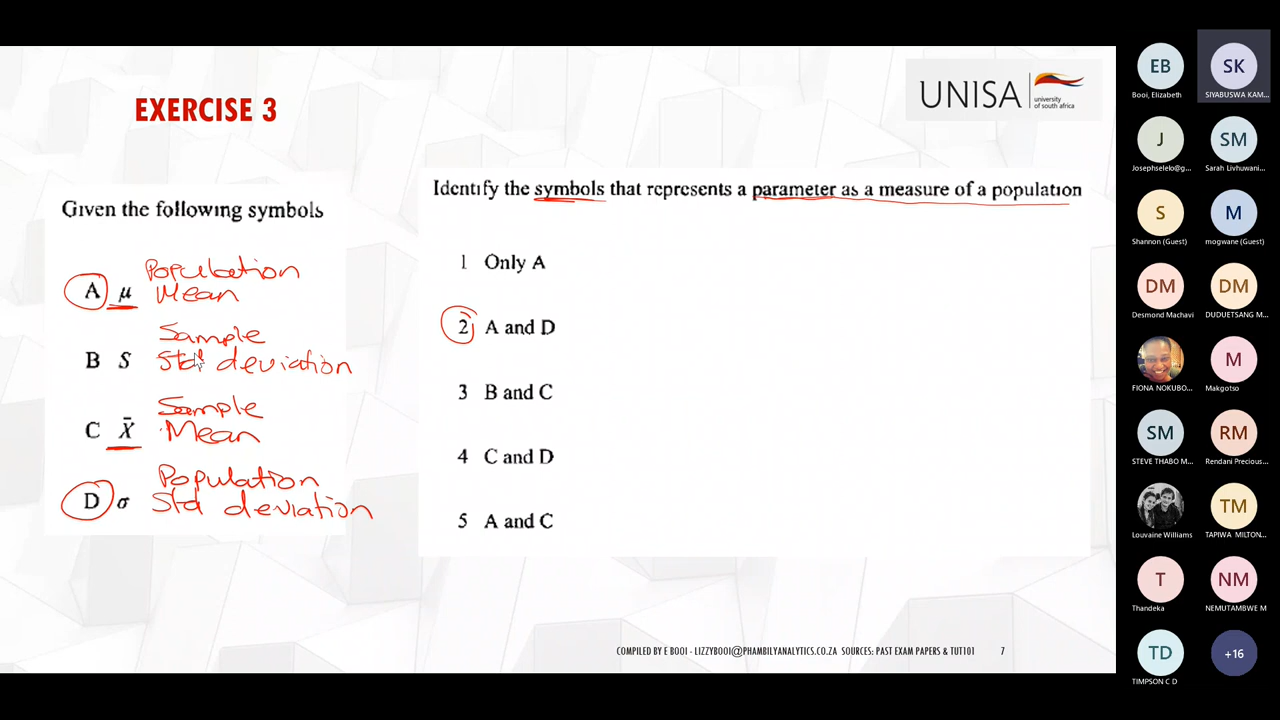 EXERCISE 3
UNISA
university
of south africa
Given the following symbols
A μ Population
Mean
B S Sample
Std deviation
C X̄ Sample
Mean
D σ Population
Std deviation
Identify the symbols that represents a parameter as a measure of a population
1 Only A
2 A and D
3 B and C
4 C and D
5 A and C
COMPILED BY E BOOI - LIZZYBOOI@PHAMBILYANALYTICS.CO.ZA SOURCES: PAST EXAM PAPERS & TUT101 7
EB
Booi, Elizabeth
SK
SIYABUSWA KAM...
J
Josephselelo@g...
SM
Sarah Livhuwani...
S
Shannon (Guest)
M
mogwane (Guest)
DM
Desmond Machavi
DM
DUDUETSANG M...
FIONA NOKUBO...
M
Makgotso
SM
STEVE THABO M...
RM
Rendani Precious...
Louvaine Williams
TM
TAPIWA MILTON...
T
Thandeka
NM
NEMUTAMBWE M
TD
TIMPSON C D
+16